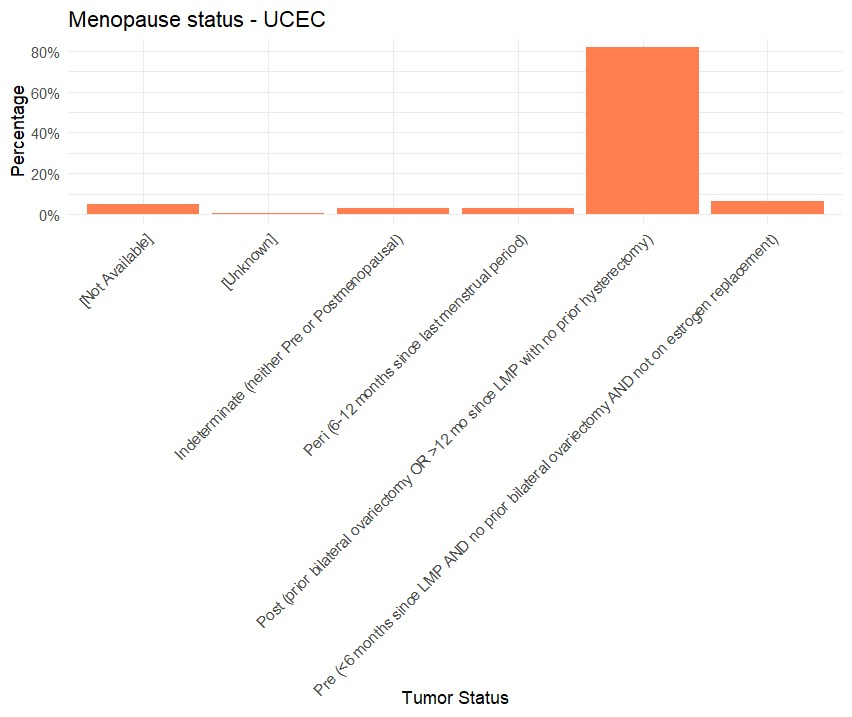 Menopause status - UCEC
Percentage
80%
60%
40%
20%
0%
[Not Available]
[Unknown]
Indeterminate (neither Pre or Postmenopausal)
Peri (6-12 months since last menstrual period)
Post (prior bilateral ovariectomy OR >12 mo since LMP with no prior hysterectomy)
Pre (<6 months since LMP AND no prior bilateral ovariectomy AND not on estrogen replacement)
Tumor Status